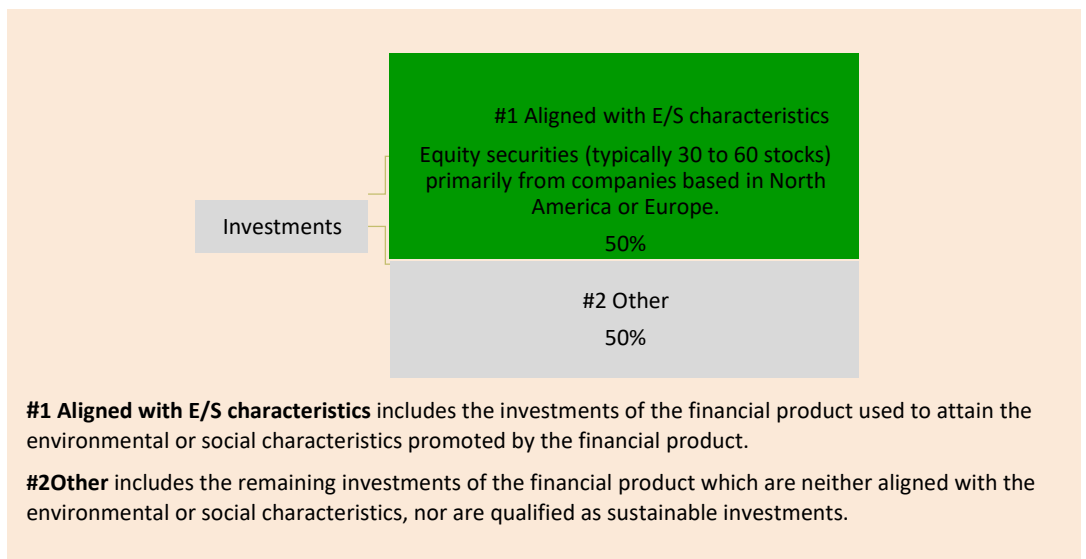 #1 Aligned with E/S characteristics
Equity securities (typically 30 to 60 stocks)
primarily from companies based in North
America or Europe.
50%
Investments
#2 Other
50%
#1 Aligned with E/S characteristics includes the investments of the financial product used to attain the
environmental or social characteristics promoted by the financial product.
#2Other includes the remaining investments of the financial product which are neither aligned with the
environmental or social characteristics, nor are qualified as sustainable investments.